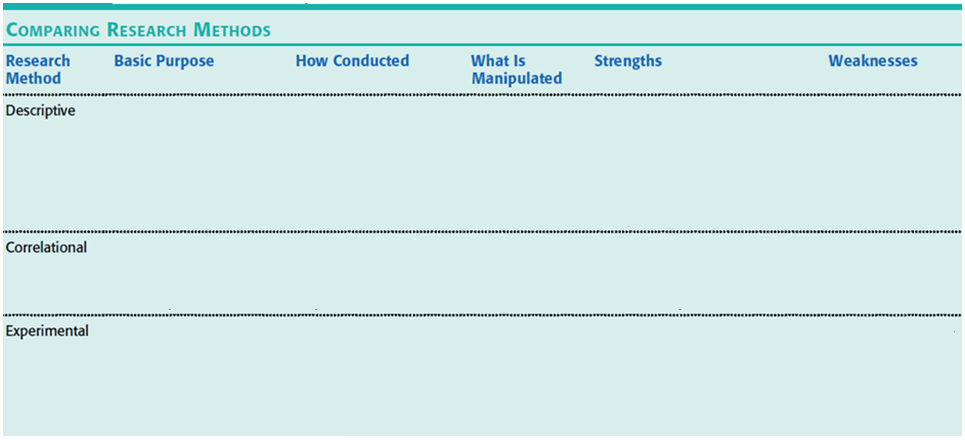 COMPARING RESEARCH METHODS
Research Method Basic Purpose How Conducted What Is Manipulated Strengths Weaknesses
Descriptive
Correlational
Experimental